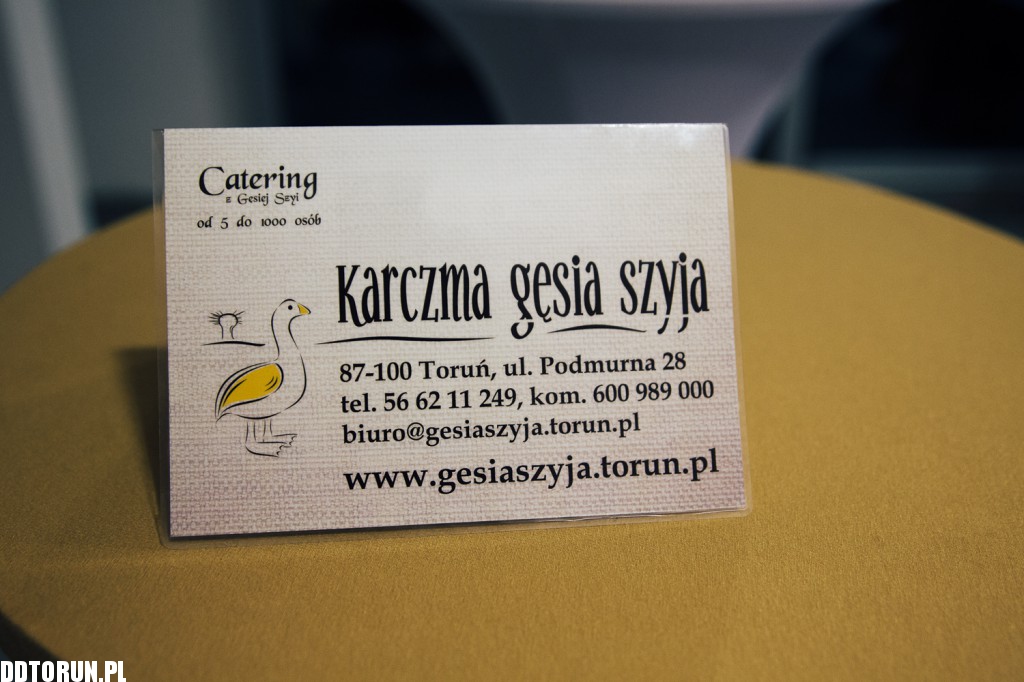 Catering
z Gęsiej Szyi
od 5 do 1000 osób
Karczma gęsia szyja
87-100 Toruń, ul. Podmurna 28
tel. 56 62 11 249, kom. 600 989 000
biuro@gesiaszyja.torun.pl
www.gesiaszyja.torun.pl
DDTORUN.PL